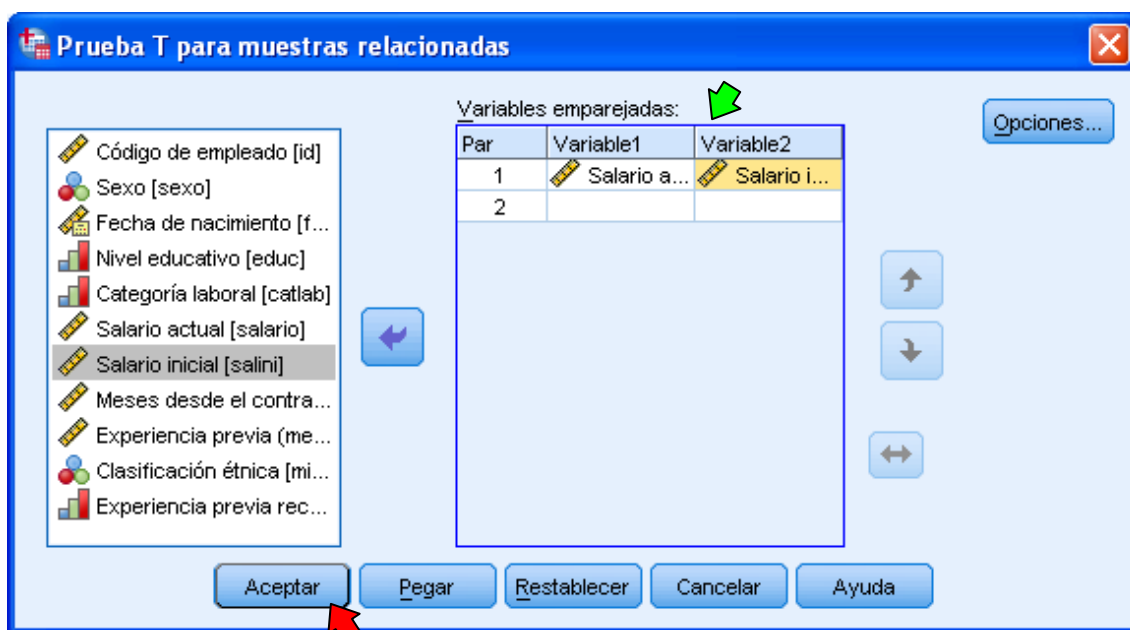 Prueba T para muestras relacionadas
Variables emparejadas:
Opciones...
Código de empleado [id]
Sexo [sexo]
Fecha de nacimiento [f...
Nivel educativo [educ]
Categoría laboral [catlab]
Salario actual [salario]
Salario inicial [salini]
Meses desde el contra...
Experiencia previa (me...
Clasificación étnica [mi...
Experiencia previa rec...
Par Variable1 Variable2
1 Salario a... Salario i...
2
Aceptar Pegar Restablecer Cancelar Ayuda